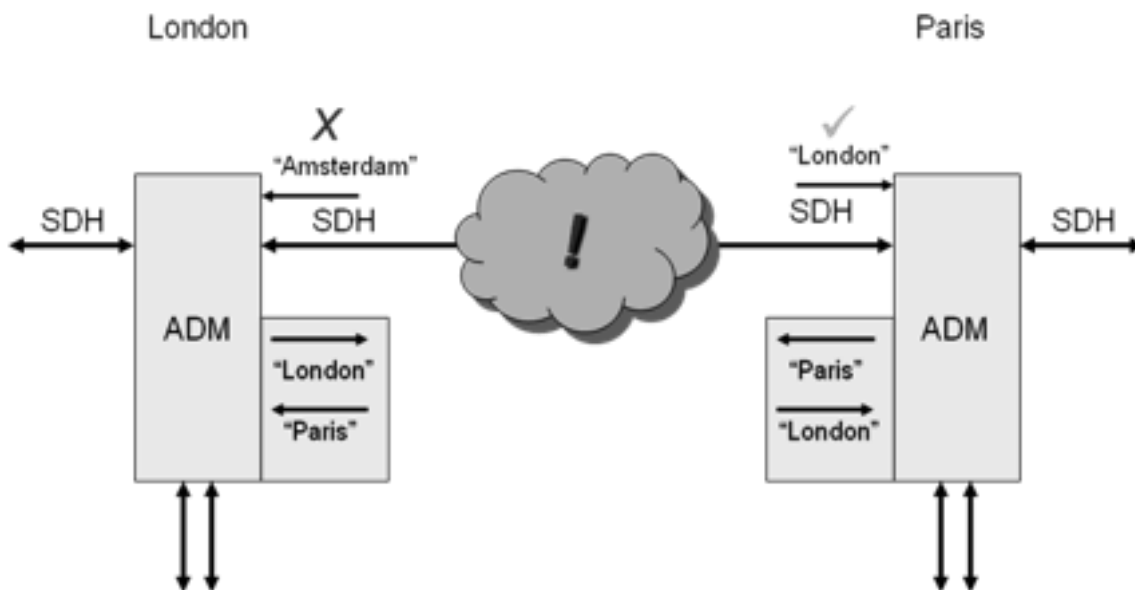 London
Paris
X
"Amsterdam"
"London"
SDH
SDH
SDH
SDH
!
ADM
"London"
"Paris"
"Paris"
"London"
ADM